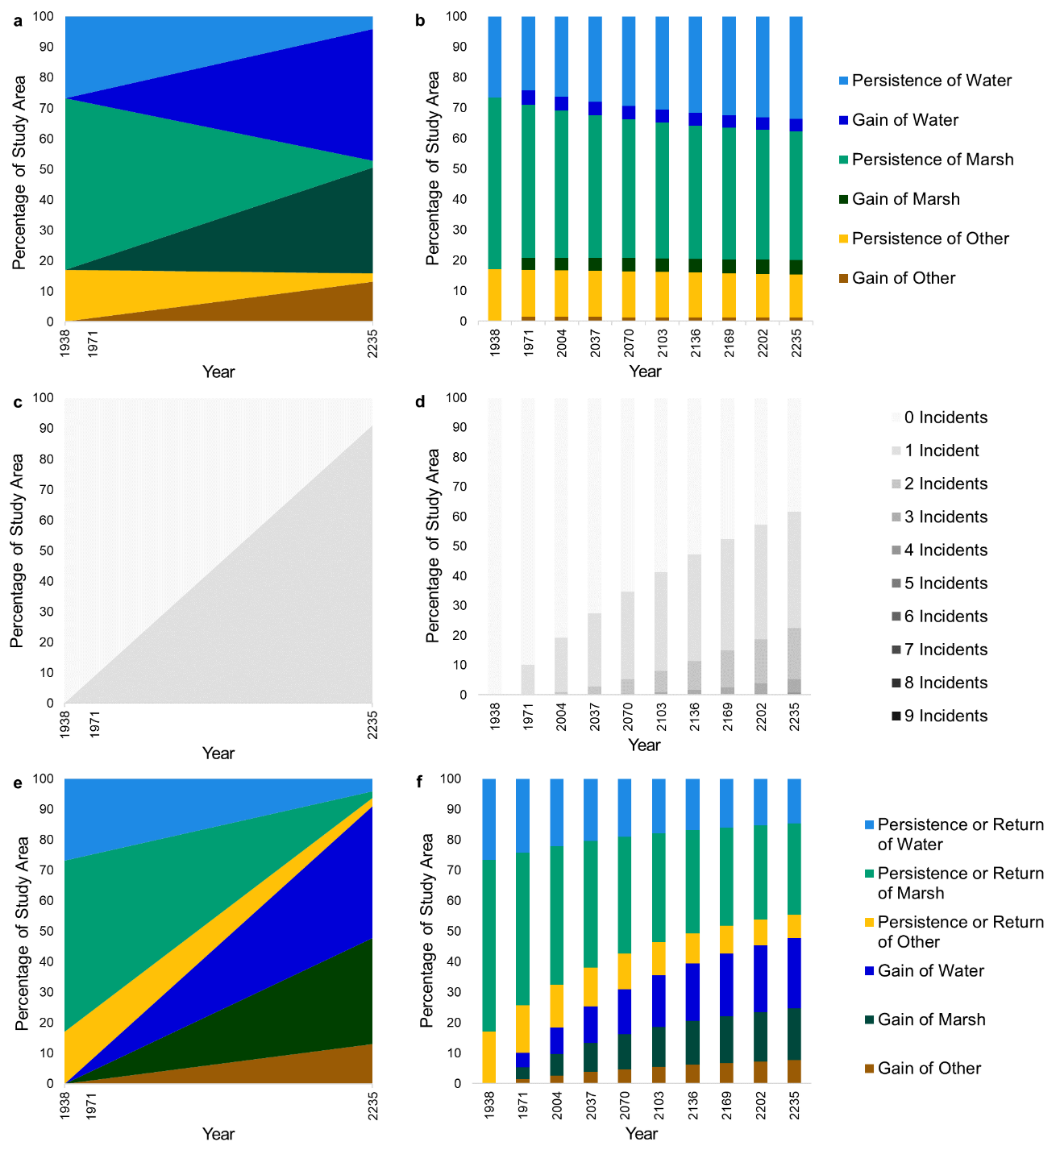 a
Percentage of Study Area
100
90
80
70
60
50
40
30
20
10
0
1938
1971
2235
Year
b
Percentage of Study Area
100
90
80
70
60
50
40
30
20
10
0
1938
1971
2004
2037
2070
2103
2136
2169
2202
2235
Year
Persistence of Water
Gain of Water
Persistence of Marsh
Gain of Marsh
Persistence of Other
Gain of Other
c
Percentage of Study Area
100
90
80
70
60
50
40
30
20
10
0
1938
1971
2235
Year
d
Percentage of Study Area
100
90
80
70
60
50
40
30
20
10
0
1938
1971
2004
2037
2070
2103
2136
2169
2202
2235
Year
0 Incidents
1 Incident
2 Incidents
3 Incidents
4 Incidents
5 Incidents
6 Incidents
7 Incidents
8 Incidents
9 Incidents
e
Percentage of Study Area
100
90
80
70
60
50
40
30
20
10
0
1938
1971
2235
Year
f
Percentage of Study Area
100
90
80
70
60
50
40
30
20
10
0
1938
1971
2004
2037
2070
2103
2136
2169
2202
2235
Year
Persistence or Return
of Water
Persistence or Return
of Marsh
Persistence or Return
of Other
Gain of Water
Gain of Marsh
Gain of Other